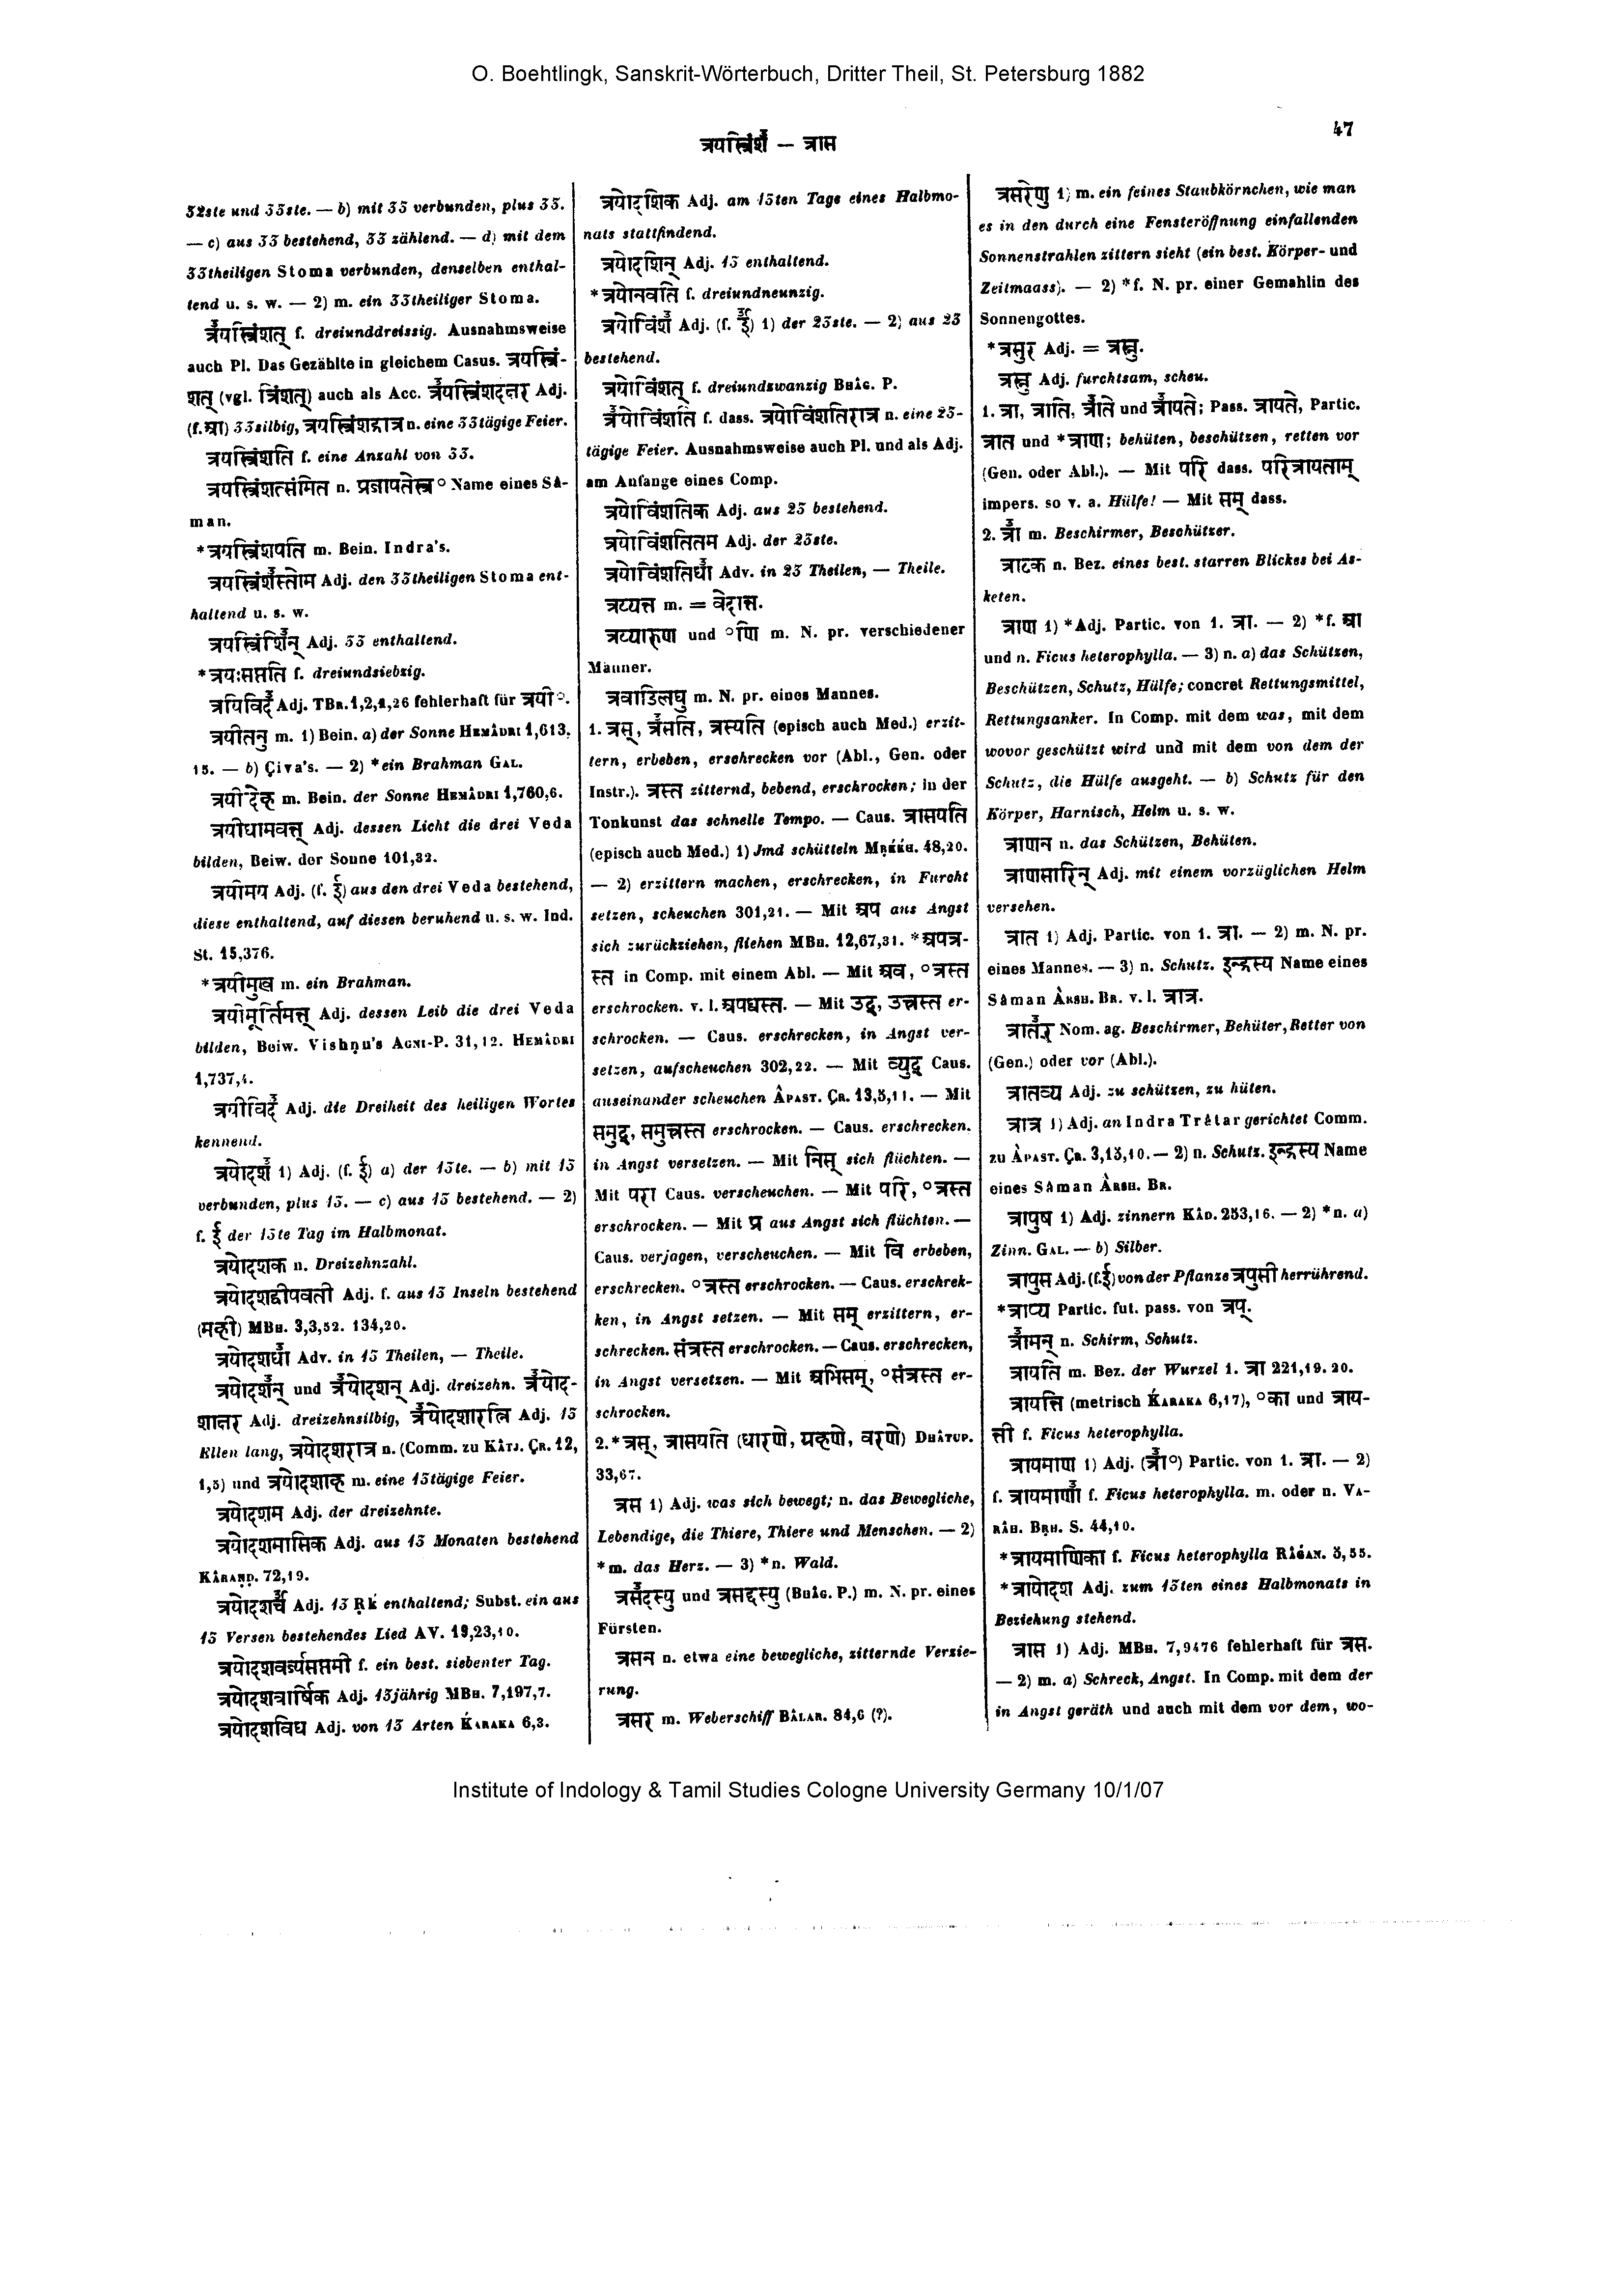 O. Boehtlingk, Sanskrit-Wörterbuch, Dritter Theil, St. Petersburg 1882
47
त्रयस्त्रिंशँ — त्रास
32ste und 33ste. — b) mit 33 verbunden, plus 33.
— c) aus 33 bestehend, 33 zählend. — d) mit dem
33theiligen Stoma verbunden, denselben enthal-
tend u. s. w. — 2) m. ein 33theiliger Stoma.
त्रँयस्त्रिंशत् f. dreiunddreissig. Ausnahmsweise
auch Pl. Das Gezählte in gleichem Casus. त्रयस्त्रिं-
शत् (vgl. त्रिंशत्) auch als Acc. त्रँयस्त्रिंशदक्षर Adj.
(f. आ) 33silbig, त्रयस्त्रिंशद्रात्र n. eine 33tägige Feier.
त्रयस्त्रिंशति f. eine Anzahl von 33.
त्रयस्त्रिंशत्संमित n. प्रजापतेस्त्र° Name eines Sâ-
man.
*त्रयस्त्रिंशपति m. Bein. Indra's.
त्रयस्त्रिंशँस्तोम Adj. den 33theiligen Stoma ent-
haltend u. s. w.
त्रयस्त्रिंशिँन् Adj. 33 enthaltend.
*त्रयःसप्तति f. dreiundsiebzig.
त्रयिविदँ Adj. TBR. 1,2,1,26 fehlerhaft für त्रयी°.
त्रयीतनु m. 1) Bein. a) der Sonne HEMÂDRI 1,613,
15. — b) Çiva's. — 2) *ein Brahman GAL.
त्रयीदेह m. Bein. der Sonne HEMÂDRI 1,760,6.
त्रयीधामवत्त् Adj. dessen Licht die drei Veda
bilden, Beiw. der Sonne 101,32.
त्रयीमय Adj. (f. ई) aus den drei Veda bestehend,
diese enthaltend, auf diesen beruhend u. s. w. Ind.
St. 15,376.
*त्रयीमुख m. ein Brahman.
त्रयीमूर्तिमत्त् Adj. dessen Leib die drei Veda
bilden, Beiw. Vishṇu's AGNI-P. 31,12. HEMÂDRI
1,737,4.
त्रयीविदँ Adj. die Dreiheit des heiligen Wortes
kennend.
त्रयोदशँ 1) Adj. (f. ई) a) der 13te. — b) mit 13
verbunden, plus 13. — c) aus 13 bestehend. — 2)
f. ई der 13te Tag im Halbmonat.
त्रयोदशक n. Dreizehnzahl.
त्रयोदशद्वीपवती Adj. f. aus 13 Inseln bestehend
(मही) MBH. 3,3,52. 134,20.
त्रयोदशधाँ Adv. in 13 Theilen, — Theile.
त्रयोदशँन् und त्रँयोदशन् Adj. dreizehn. त्रँयोद-
शाक्षर Adj. dreizehnsilbig, त्रँयोदशारत्नि Adj. 13
Ellen lang, त्रयोदशरात्र n. (Comm. zu KÂTJ. ÇR. 12,
1,5) und त्रयोदशाह m. eine 13tägige Feier.
त्रयोदशम Adj. der dreizehnte.
त्रयोदशमासिक Adj. aus 13 Monaten bestehend
KÂRAṆḌ. 72,19.
त्रयोदशर्चँ Adj. 13 ṚḰ enthaltend; Subst. ein aus
13 Versen bestehendes Lied AV. 19,23,10.
त्रयोदशवर्ज्यसप्तमी f. ein best. siebenter Tag.
त्रयोदशवार्षिक Adj. 13jährig MBH. 7,197,7.
त्रयोदशविध Adj. von 13 Arten ḰARAKA 6,3.
त्रयोदशिक Adj. am 13ten Tage eines Halbmo-
nats stattfindend.
त्रयोदशिन् Adj. 13 enthaltend.
*त्रयोनवति f. dreiundneunzig.
त्रयोविंशँ Adj. (f. ईँ) 1) der 23ste. — 2) aus 23
bestehend.
त्रयोविंशत् f. dreiundzwanzig BHÂG. P.
त्रँयोविंशति f. dass. त्रयोविंशतिरात्र n. eine 23-
tägige Feier. Ausnahmsweise auch Pl. und als Adj.
am Anfange eines Comp.
त्रयोविंशतिक Adj. aus 23 bestehend.
त्रयोविंशतितम Adj. der 23ste.
त्रयोविंशतिधाँ Adv. in 23 Theilen, — Theile.
त्रय्यत्त m. = वेदान्त.
त्रय्यारुण und °णि m. N. pr. verschiedener
Männer.
त्रवाडिलघु m. N. pr. eines Mannes.
1. त्रस्, त्रँसति, त्रस्यति (episch auch Med.) erzit-
tern, erbeben, erschrecken vor (Abl., Gen. oder
Instr.). त्रस्त zitternd, bebend, erschrocken; in der
Tonkunst das schnelle Tempo. — Caus. त्रासयति
(episch auch Med.) 1) Jmd schütteln MṚḰḰH. 48,20.
— 2) erzittern machen, erschrecken, in Furcht
setzen, scheuchen 301,21. — Mit अप aus Angst
sich zurückziehen, fliehen MBH. 12,67,31. *अपत्र-
स्त in Comp. mit einem Abl. — Mit अव, °त्रस्त
erschrocken. v. l. अपध्वस्त. — Mit उद्, उत्त्रस्त er-
schrocken. — Caus. erschrecken, in Angst ver-
setzen, aufscheuchen 302,22. — Mit व्युद् Caus.
auseinander scheuchen ÂPAST. ÇR. 13,5,11. — Mit
समुद्, समुत्त्रस्त erschrocken. — Caus. erschrecken.
in Angst versetzen. — Mit निस् sich flüchten. —
Mit परा Caus. verscheuchen. — Mit परि, °त्रस्त
erschrocken. — Mit प्र aus Angst sich flüchten. —
Caus. verjagen, verscheuchen. — Mit वि erbeben,
erschrecken. °त्रस्त erschrocken. — Caus. erschrek-
ken, in Angst setzen. — Mit सम् erzittern, er-
schrecken. संत्रस्त erschrocken. — Caus. erschrecken,
in Angst versetzen. — Mit अभिसम्, °संत्रस्त er-
schrocken.
2. *त्रस्, त्रासयति (धारणे, ग्रहणे, वरणे) DHÂTUP.
33,67.
त्रस 1) Adj. was sich bewegt; n. das Bewegliche,
Lebendige, die Thiere, Thiere und Menschen. — 2)
*m. das Herz. — 3) *n. Wald.
त्रसँदस्यु und त्रसद्दस्यु (BHÂG. P.) m. N. pr. eines
Fürsten.
त्रसन n. etwa eine bewegliche, zitternde Verzie-
rung.
त्रसर m. Weberschiff BÂLAR. 84,6 (?).
त्रसरेणु 1) m. ein feines Staubkörnchen, wie man
es in den durch eine Fensteröffnung einfallenden
Sonnenstrahlen zittern sieht (ein best. Körper- und
Zeitmaass). — 2) *f. N. pr. einer Gemahlin des
Sonnengottes.
*त्रसुर Adj. = त्रस्नु.
त्रस्नु Adj. furchtsam, scheu.
1. त्रा, त्राति, त्राँते und त्राँयते; Pass. त्रायते, Partic.
त्रात und *त्राण; behüten, beschützen, retten vor
(Gen. oder Abl.). — Mit परि dass. परित्रायताम्
impers. so v. a. Hülfe! — Mit सम् dass.
2. त्राँ m. Beschirmer, Beschützer.
त्राटक n. Bez. eines best. starren Blickes bei As-
keten.
त्राण 1) *Adj. Partic. von 1. त्रा. — 2) *f. आ
und n. Ficus heterophylla. — 3) n. a) das Schützen,
Beschützen, Schutz, Hülfe; concret Rettungsmittel,
Rettungsanker. In Comp. mit dem was, mit dem
wovor geschützt wird und mit dem von dem der
Schutz, die Hülfe ausgeht. — b) Schutz für den
Körper, Harnisch, Helm u. s. w.
त्राणन n. das Schützen, Behüten.
त्राणसारिन् Adj. mit einem vorzüglichen Helm
versehen.
त्रात 1) Adj. Partic. von 1. त्रा. — 2) m. N. pr.
eines Mannes. — 3) n. Schutz. इन्द्रस्य Name eines
Sâman ÂRSH. BR. v. l. त्रात्र.
त्रातँर् Nom. ag. Beschirmer, Behüter, Retter von
(Gen.) oder vor (Abl.).
त्रातव्य Adj. zu schützen, zu hüten.
त्रात्र 1) Adj. an Indra Trâtar gerichtet Comm.
zu ÂPAST. ÇR. 3,15,10. — 2) n. Schutz. इन्द्रस्य Name
eines Sâman ÂRSH. BR.
त्रापुष 1) Adj. zinnern KÂD. 253,16. — 2) *n. a)
Zinn. GAL. — b) Silber.
त्रापुस Adj. (f. ई) von der Pflanze त्रपुसी herrührend.
*त्राप्य Partic. fut. pass. von त्रप्.
त्राँमन् n. Schirm, Schutz.
त्रायति m. Bez. der Wurzel 1. त्रा 221,19. 20.
त्रायत्ति (metrisch ḰARAKA 6,17), °का und त्राय-
त्ती f. Ficus heterophylla.
त्रायमाण 1) Adj. (त्राँ°) Partic. von 1. त्रा. — 2)
f. त्रायमाणाँ f. Ficus heterophylla. m. oder n. VA-
RÂH. BṚH. S. 44,10.
*त्रायमाणिका f. Ficus heterophylla RÂǴAN. 5,55.
*त्रायोदश Adj. zum 13ten eines Halbmonats in
Beziehung stehend.
त्रास 1) Adj. MBH. 7,9476 fehlerhaft für त्रस.
— 2) m. a) Schreck, Angst. In Comp. mit dem der
in Angst geräth und auch mit dem vor dem, wo-
Institute of Indology & Tamil Studies Cologne University Germany 10/1/07